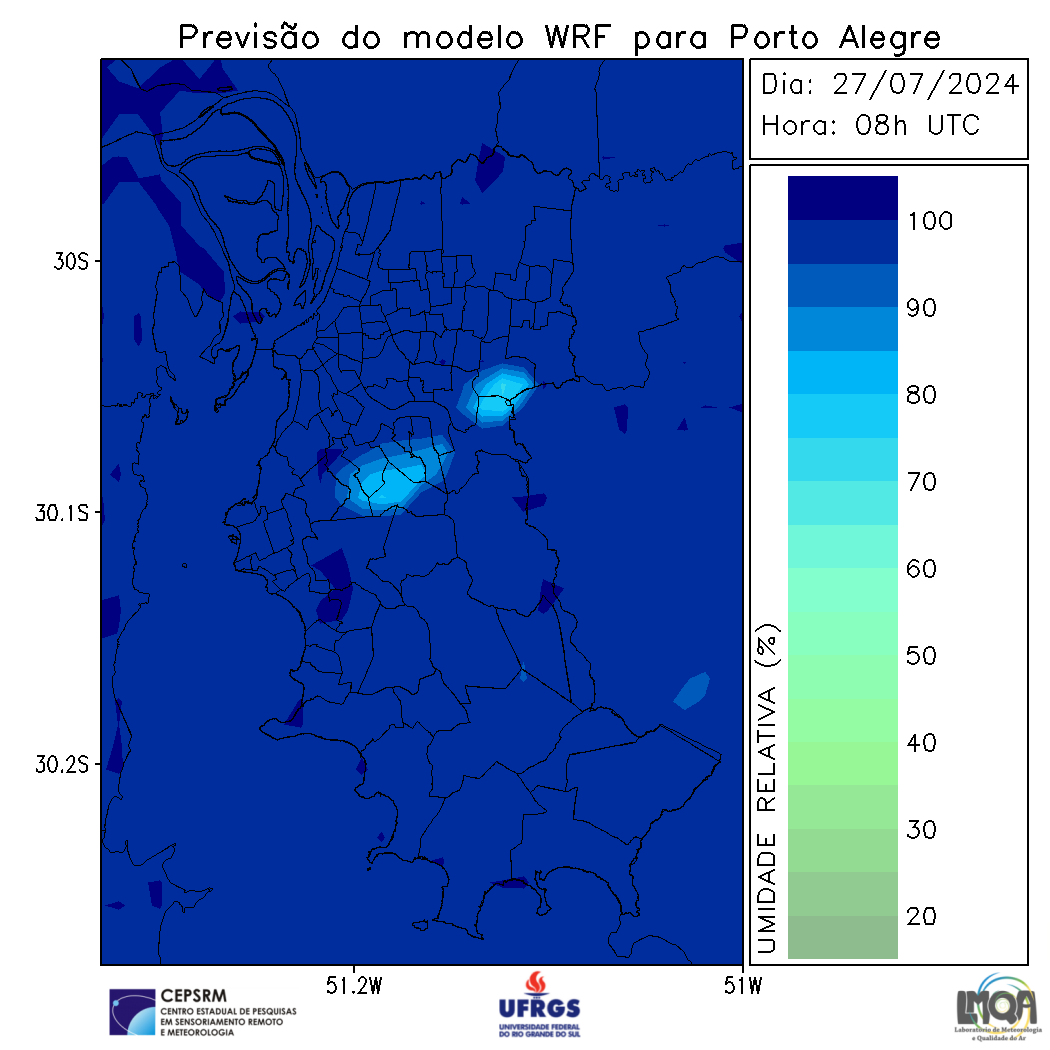 Previsão do modelo WRF para Porto Alegre
Dia: 27/07/2024
Hora: 08h UTC
30S
30.1S
30.2S
51.2W
51W
100
90
80
70
60
50
40
30
20
UMIDADE RELATIVA (%)
CEPSRM
CENTRO ESTADUAL DE PESQUISAS
EM SENSORIAMENTO REMOTO
E METEOROLOGIA
UFRGS
UNIVERSIDADE FEDERAL
DO RIO GRANDE DO SUL
LMQA
Laboratório de Meteorologia
e Qualidade do Ar